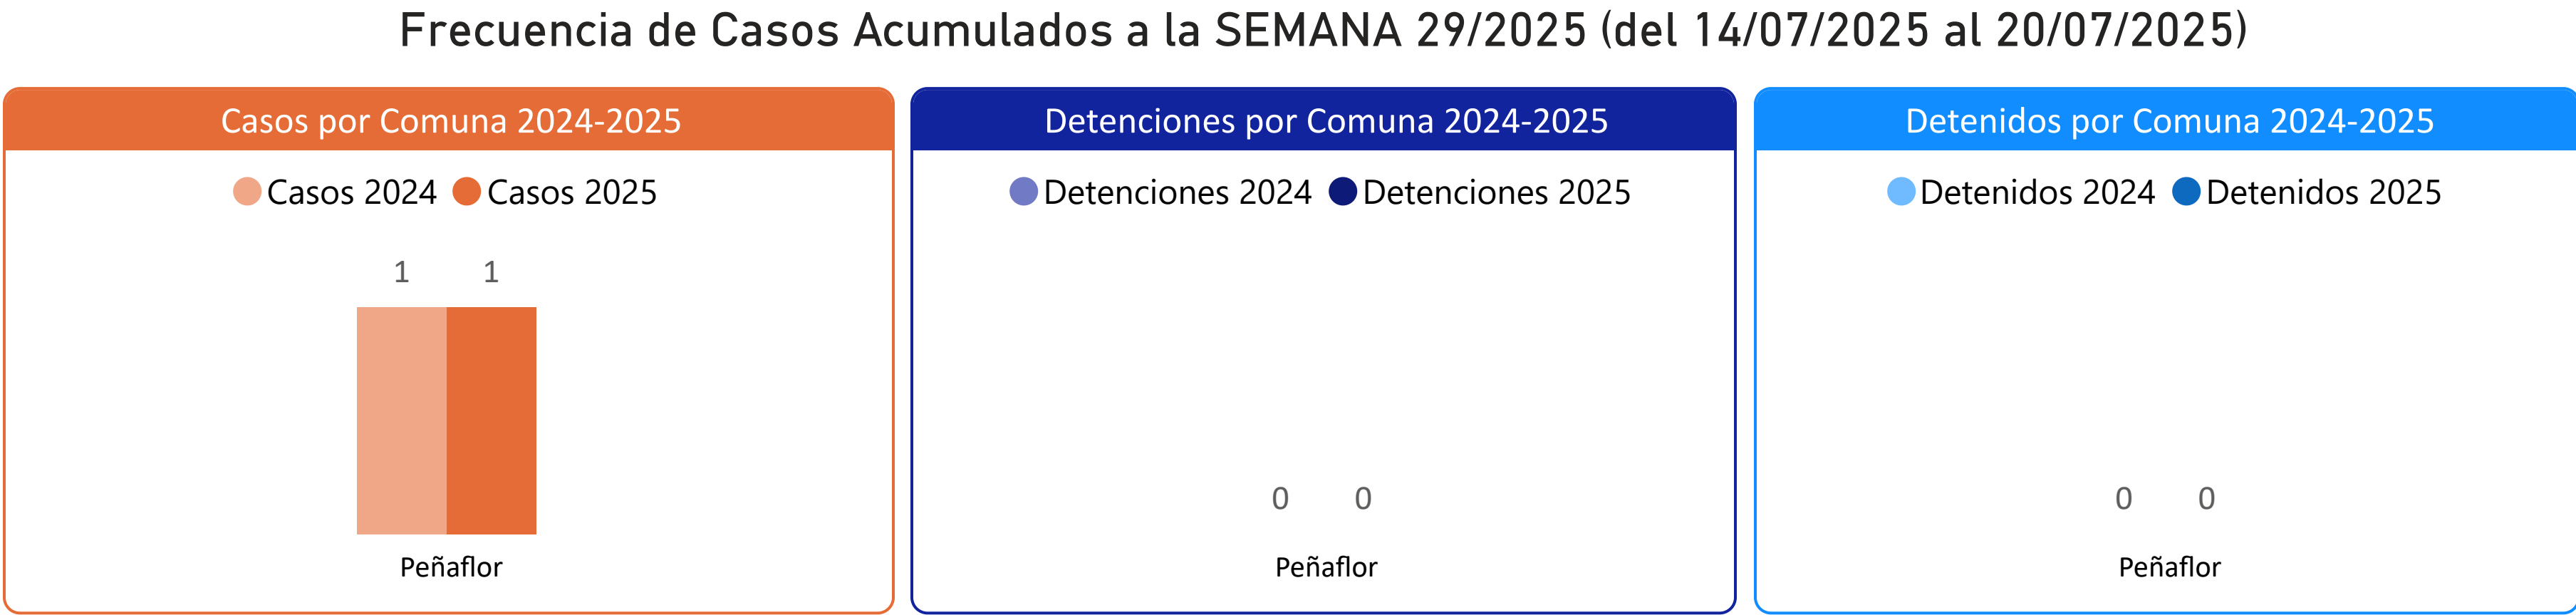 Frecuencia de Casos Acumulados a la SEMANA 29/2025 (del 14/07/2025 al 20/07/2025)
Casos por Comuna 2024-2025
Casos 2024 Casos 2025
1 1
Peñaflor
Detenciones por Comuna 2024-2025
Detenciones 2024 Detenciones 2025
0 0
Peñaflor
Detenidos por Comuna 2024-2025
Detenidos 2024 Detenidos 2025
0 0
Peñaflor